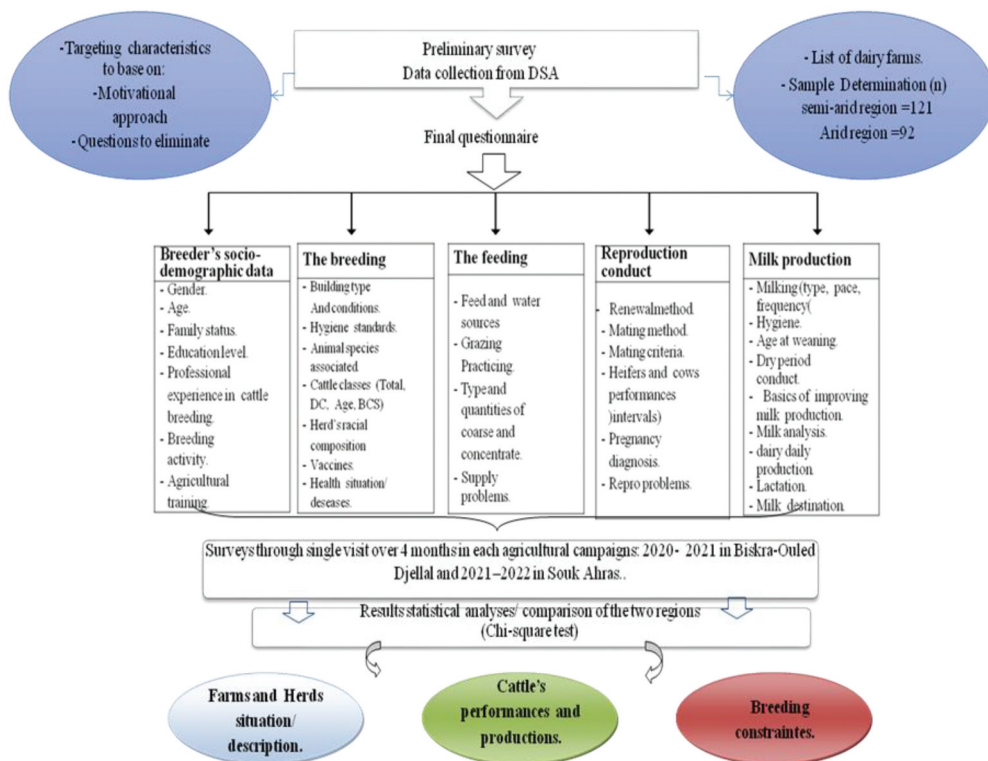 -Targeting characteristics
to base on:
-Motivational
approach
-Questions to eliminate
Preliminary survey
Data collection from DSA
- List of dairy farms.
- Sample Determination (n)
semi-arid region =121
Arid region =92
Final questionnaire
Breeder's socio-
demographic data
- Gender.
- Age.
- Family status.
- Education level.
- Professional
experience in cattle
breeding.
- Breeding
activity.
- Agricultural
training.
The breeding
- Building type
And conditions.
- Hygiene standards.
- Animal species
associated.
- Cattle classes (Total,
DC, Age, BCS)
- Herd's racial
composition
- Vaccines.
- Health situation/
diseases.
The feeding
- Feed and water
sources
- Grazing
Practicing.
- Type and
quantities of
coarse and
concentrate.
- Supply
problems.
Reproduction
conduct
- Renewalmethod.
- Mating method.
- Mating criteria.
- Heifers and cows
performances
)intervals)
- Pregnancy
diagnosis.
- Repro problems.
Milk production
- Milking (type, pace,
frequency(
- Hygiene.
- Age at weaning.
- Dry period
conduct.
- Basics of improving
milk production.
- Milk analysis.
- dairy daily
production.
- Lactation.
- Milk destination.
Surveys through single visit over 4 months in each agricultural campaigns: 2020- 2021 in Biskra-Ouled
Djellal and 2021–2022 in Souk Ahras..
Results statistical analyses/ comparison of the two regions
(Chi-square test)
Farms and Herds
situation/
description.
Cattle's
performances and
productions.
Breeding
constraintes.